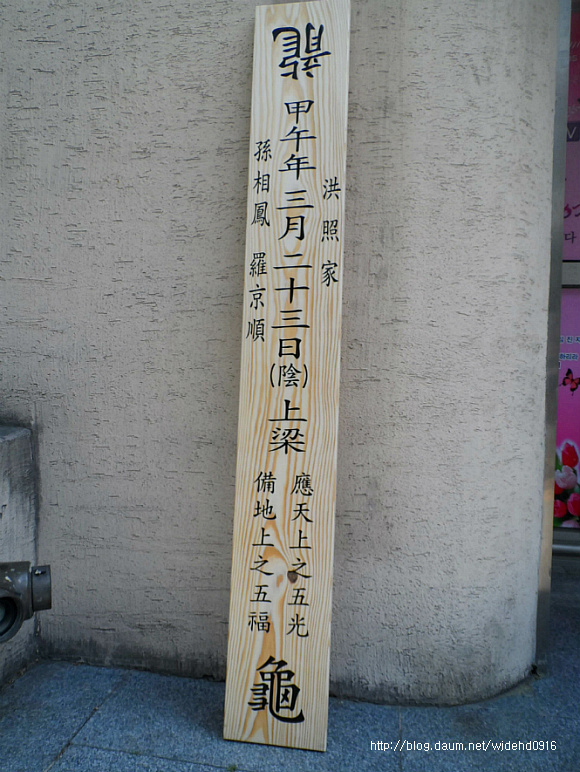 龍
甲午年三月二十三日(陰)上梁
洪照家
孫相鳳 羅京順
應天上之五光
備地上之五福
龜
http://blog.daum.net/widehd0916